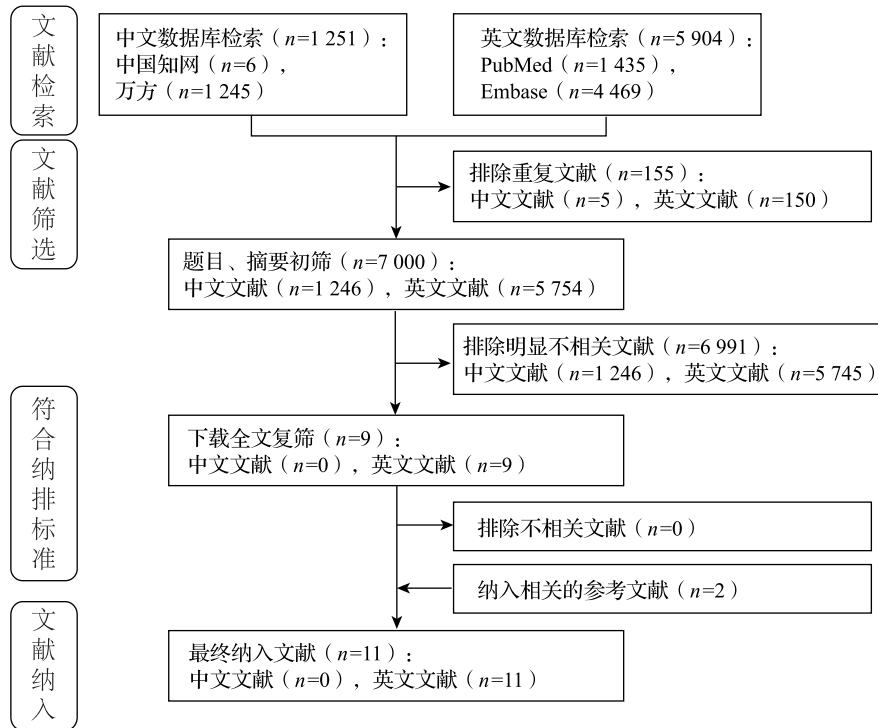 文献检索
中文数据库检索（n=1 251）：
中国知网（n=6），
万方（n=1 245）
英文数据库检索（n=5 904）：
PubMed（n=1 435），
Embase（n=4 469）
文献筛选
排除重复文献（n=155）：
中文文献（n=5），英文文献（n=150）
题目、摘要初筛（n=7 000）：
中文文献（n=1 246），英文文献（n=5 754）
排除明显不相关文献（n=6 991）：
中文文献（n=1 246），英文文献（n=5 745）
符合纳排标准
下载全文复筛（n=9）：
中文文献（n=0），英文文献（n=9）
排除不相关文献（n=0）
纳入相关的参考文献（n=2）
文献纳入
最终纳入文献（n=11）：
中文文献（n=0），英文文献（n=11）